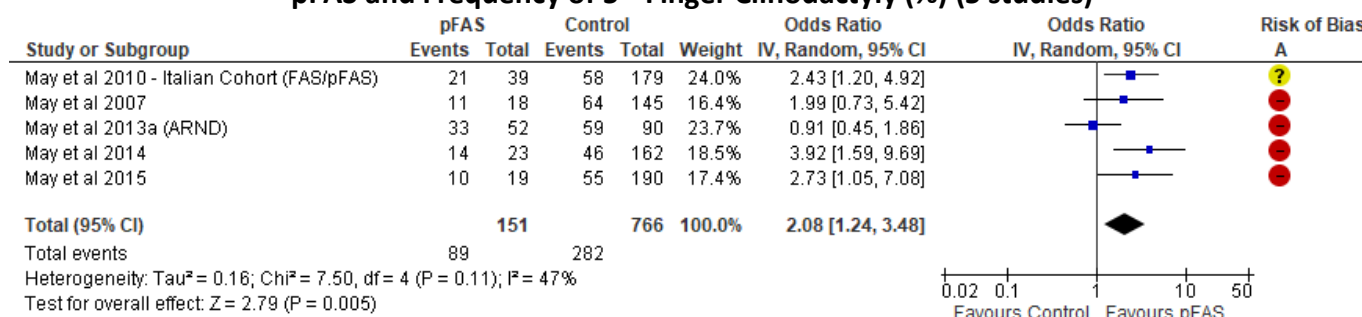 pFAS and Frequency of 5th Finger Clinodactyly (%) (5 studies)
pFAS Control Odds Ratio Odds Ratio Risk of Bias
Study or Subgroup Events Total Events Total Weight IV, Random, 95% CI IV, Random, 95% CI A
May et al 2010 - Italian Cohort (FAS/pFAS) 21 39 58 179 24.0% 2.43 [1.20, 4.92] ?
May et al 2007 11 18 64 145 16.4% 1.99 [0.73, 5.42]
May et al 2013a (ARND) 33 52 59 90 23.7% 0.91 [0.45, 1.86]
May et al 2014 14 23 46 162 18.5% 3.92 [1.59, 9.69]
May et al 2015 10 19 55 190 17.4% 2.73 [1.05, 7.08]
Total (95% CI) 151 766 100.0% 2.08 [1.24, 3.48]
Total events 89 282
Heterogeneity: Tau² = 0.16; Chi² = 7.50, df = 4 (P = 0.11); I² = 47%
Test for overall effect: Z = 2.79 (P = 0.005)
0.02 0.1 1 10 50
Favours Control Favours pFAS